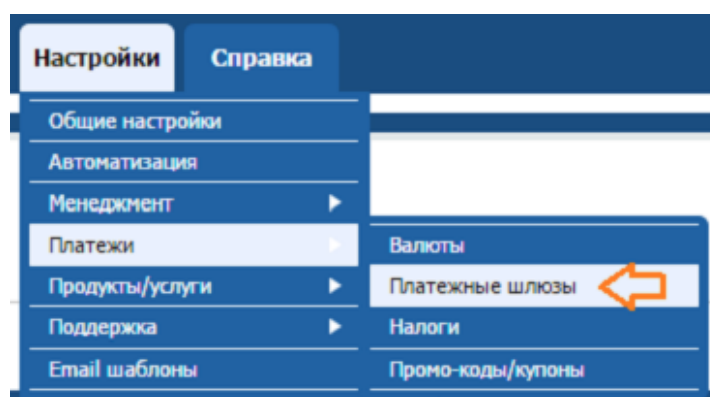 Настройки Справка
Общие настройки
Автоматизация
Менеджмент
Платежи
Продукты/услуги
Поддержка
Email шаблоны
Валюты
Платежные шлюзы
Налоги
Промо-коды/купоны